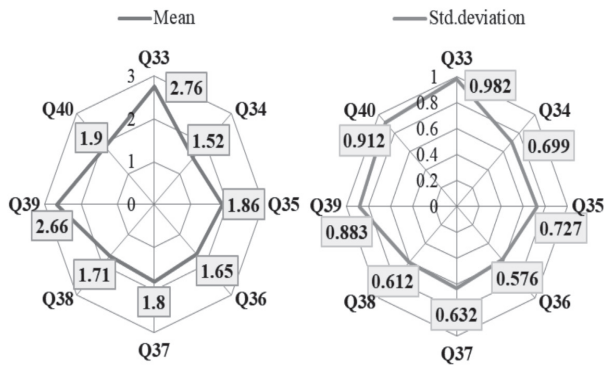 Mean
Q33
3
2.76
Q40
Q34
2
1.9
1.52
1
Q39
0
1.86
Q35
2.66
1.71
1.65
Q38
1.8
Q36
Q37
Std.deviation
Q33
1
0.982
Q40
0.8
Q34
0.912
0.6
0.699
0.4
0.2
Q39
0
Q35
0.883
0.727
0.612
0.576
Q38
0.632
Q36
Q37